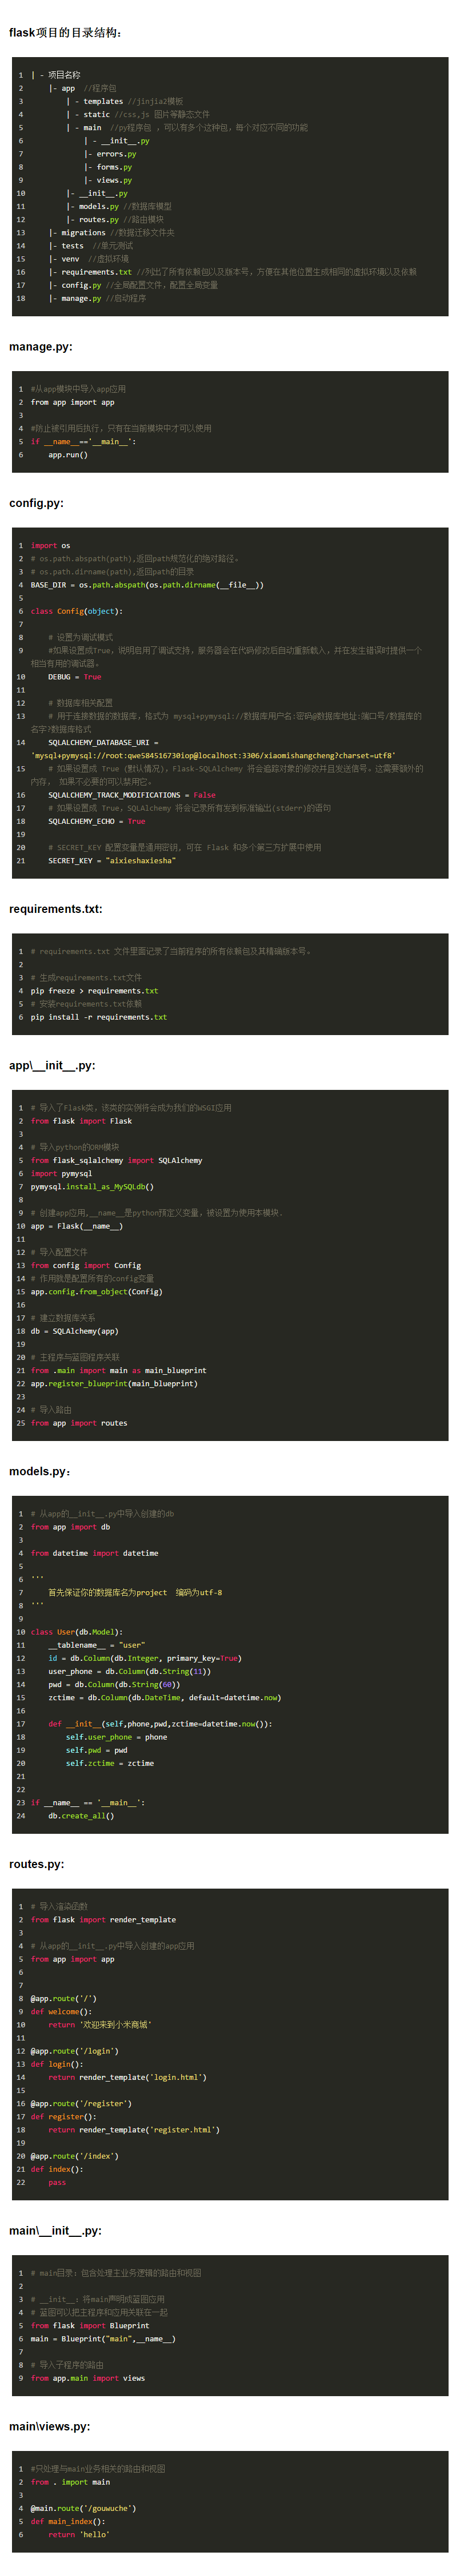 flask项目的目录结构：
1 | - 项目名称
2 |- app //程序包
3 | - templates //jinjia2模板
4 | - static //css,js 图片等静态文件
5 | - main //py程序包 ，可以有多个这种包，每个对应不同的功能
6 | - __init__.py
7 |- errors.py
8 |- forms.py
9 |- views.py
10 |- __init__.py
11 |- models.py //数据库模型
12 |- routes.py //路由模块
13 |- migrations //数据迁移文件夹
14 |- tests //单元测试
15 |- venv //虚拟环境
16 |- requirements.txt //列出了所有依赖包以及版本号，方便在其他位置生成相同的虚拟环境以及依赖
17 |- config.py //全局配置文件，配置全局变量
18 |- manage.py //启动程序
manage.py:
1 #从app模块中导入app应用
2 from app import app
3
4 #防止被引用后执行，只有在当前模块中才可以使用
5 if __name__=='__main__':
6 app.run()
config.py:
1 import os
2 # os.path.abspath(path),返回path规范化的绝对路径。
3 # os.path.dirname(path),返回path的目录
4 BASE_DIR = os.path.abspath(os.path.dirname(__file__))
5
6 class Config(object):
7
8 # 设置为调试模式
9 #如果设置成True，说明启用了调试支持，服务器会在代码修改后自动重新载入，并在发生错误时提供一个
相当有用的调试器。
10 DEBUG = True
11
12 # 数据库相关配置
13 # 用于连接数据的数据库，格式为 mysql+pymysql://数据库用户名:密码@数据库地址:端口号/数据库的
名字?数据库格式
14 SQLALCHEMY_DATABASE_URI =
'mysql+pymysql://root:qwe584516730iop@localhost:3306/xiaomishangcheng?charset=utf8'
15 # 如果设置成 True (默认情况)，Flask-SQLAlchemy 将会追踪对象的修改并且发送信号。这需要额外的
内存， 如果不必要的可以禁用它。
16 SQLALCHEMY_TRACK_MODIFICATIONS = False
17 # 如果设置成 True，SQLAlchemy 将会记录所有发到标准输出(stderr)的语句
18 SQLALCHEMY_ECHO = True
19
20 # SECRET_KEY 配置变量是通用密钥, 可在 Flask 和多个第三方扩展中使用
21 SECRET_KEY = "aixieshaxiesha"
requirements.txt:
1 # requirements.txt 文件里面记录了当前程序的所有依赖包及其精确版本号。
2
3 # 生成requirements.txt文件
4 pip freeze > requirements.txt
5 # 安装requirements.txt依赖
6 pip install -r requirements.txt
app\__init__.py:
1 # 导入了Flask类，该类的实例将会成为我们的WSGI应用
2 from flask import Flask
3
4 # 导入python的ORM模块
5 from flask_sqlalchemy import SQLAlchemy
6 import pymysql
7 pymysql.install_as_MySQLdb()
8
9 # 创建app应用,__name__是python预定义变量，被设置为使用本模块.
10 app = Flask(__name__)
11
12 # 导入配置文件
13 from config import Config
14 # 作用就是配置所有的config变量
15 app.config.from_object(Config)
16
17 # 建立数据库关系
18 db = SQLAlchemy(app)
19
20 # 主程序与蓝图程序关联
21 from .main import main as main_blueprint
22 app.register_blueprint(main_blueprint)
23
24 # 导入路由
25 from app import routes
models.py：
1 # 从app的__init__.py中导入创建的db
2 from app import db
3
4 from datetime import datetime
5
6 '''
7 首先保证你的数据库名为project 编码为utf-8
8 '''
9
10 class User(db.Model):
11 __tablename__ = "user"
12 id = db.Column(db.Integer, primary_key=True)
13 user_phone = db.Column(db.String(11))
14 pwd = db.Column(db.String(60))
15 zctime = db.Column(db.DateTime, default=datetime.now)
16
17 def __init__(self,phone,pwd,zctime=datetime.now()):
18 self.user_phone = phone
19 self.pwd = pwd
20 self.zctime = zctime
21
22
23 if __name__ == '__main__':
24 db.create_all()
routes.py:
1 # 导入渲染函数
2 from flask import render_template
3
4 # 从app的__init__.py中导入创建的app应用
5 from app import app
6
7
8 @app.route('/')
9 def welcome():
10 return '欢迎来到小米商城'
11
12 @app.route('/login')
13 def login():
14 return render_template('login.html')
15
16 @app.route('/register')
17 def register():
18 return render_template('register.html')
19
20 @app.route('/index')
21 def index():
22 pass
main\__init__.py:
1 # main目录：包含处理主业务逻辑的路由和视图
2
3 # __init__：将main声明成蓝图应用
4 # 蓝图可以把主程序和应用关联在一起
5 from flask import Blueprint
6 main = Blueprint("main",__name__)
7
8 # 导入子程序的路由
9 from app.main import views
main\views.py:
1 #只处理与main业务相关的路由和视图
2 from . import main
3
4 @main.route('/gouwuche')
5 def main_index():
6 return 'hello'